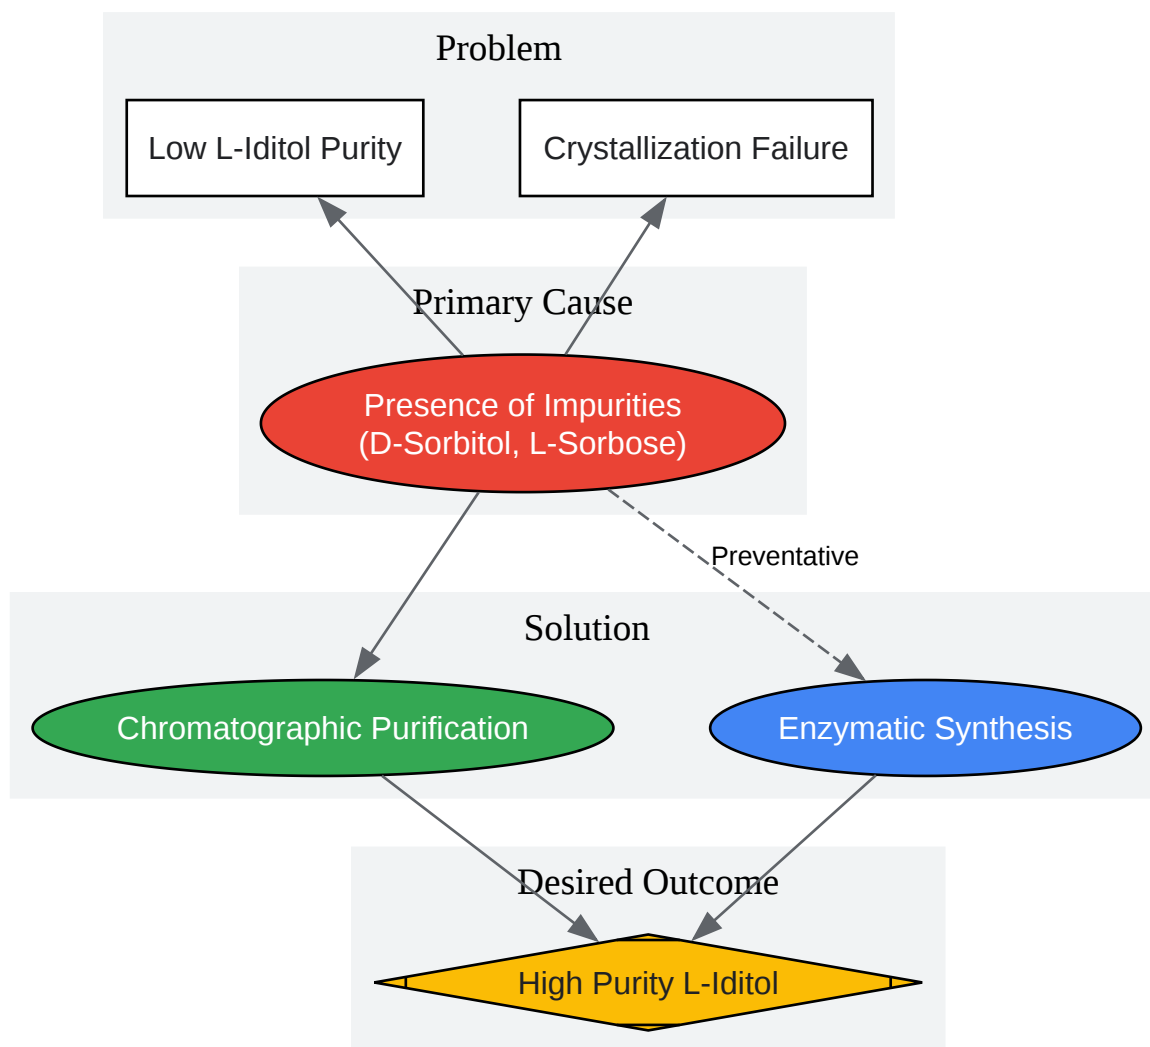 Problem
Low L-Iditol Purity
Crystallization Failure
Primary Cause
Presence of Impurities
(D-Sorbitol, L-Sorbose)
Preventative
Solution
Chromatographic Purification
Enzymatic Synthesis
Desired Outcome
High Purity L-Iditol